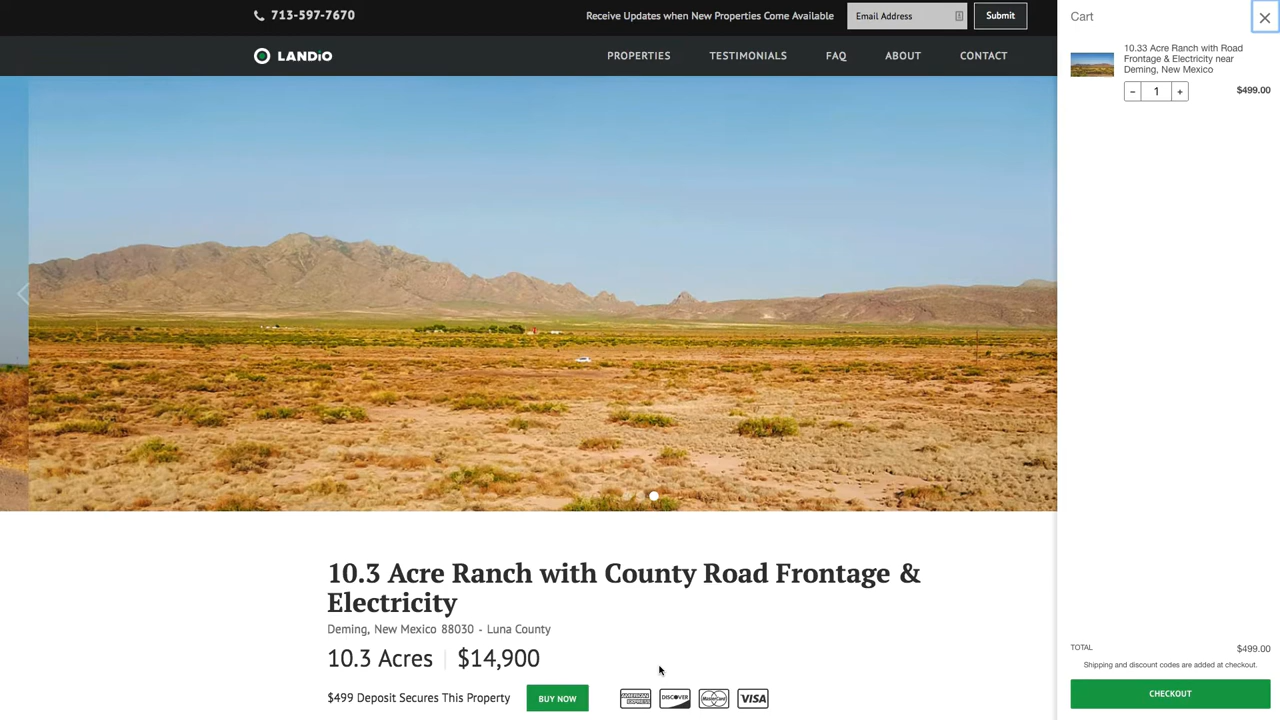 713-597-7670
Receive Updates when New Properties Come Available
Email Address
Submit
LANDiO
PROPERTIES
TESTIMONIALS
FAQ
ABOUT
CONTACT
10.3 Acre Ranch with County Road Frontage &
Electricity
Deming, New Mexico 88030 - Luna County
10.3 Acres | $14,900
$499 Deposit Secures This Property
BUY NOW
AMERICAN EXPRESS
DISCOVER
MasterCard
VISA
Cart
10.33 Acre Ranch with Road
Frontage & Electricity near
Deming, New Mexico
− 1 +
$499.00
TOTAL
$499.00
Shipping and discount codes are added at checkout.
CHECKOUT